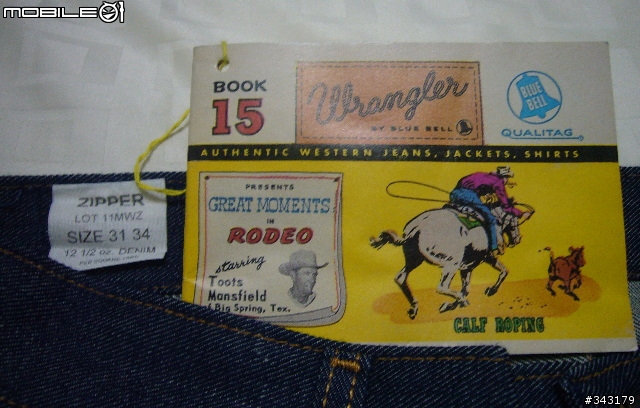 MOBILE01
BOOK
15
Wrangler
BY BLUE BELL
BLUE
BELL
QUALITAG
AUTHENTIC WESTERN JEANS, JACKETS, SHIRTS
PRESENTS
GREAT MOMENTS
IN
RODEO
starring
Toots
Mansfield
Big Spring, Tex.
CALF ROPING
ZIPPER
LOT 11MWZ
SIZE 31 34
12 1/2 oz. DENIM
#343179